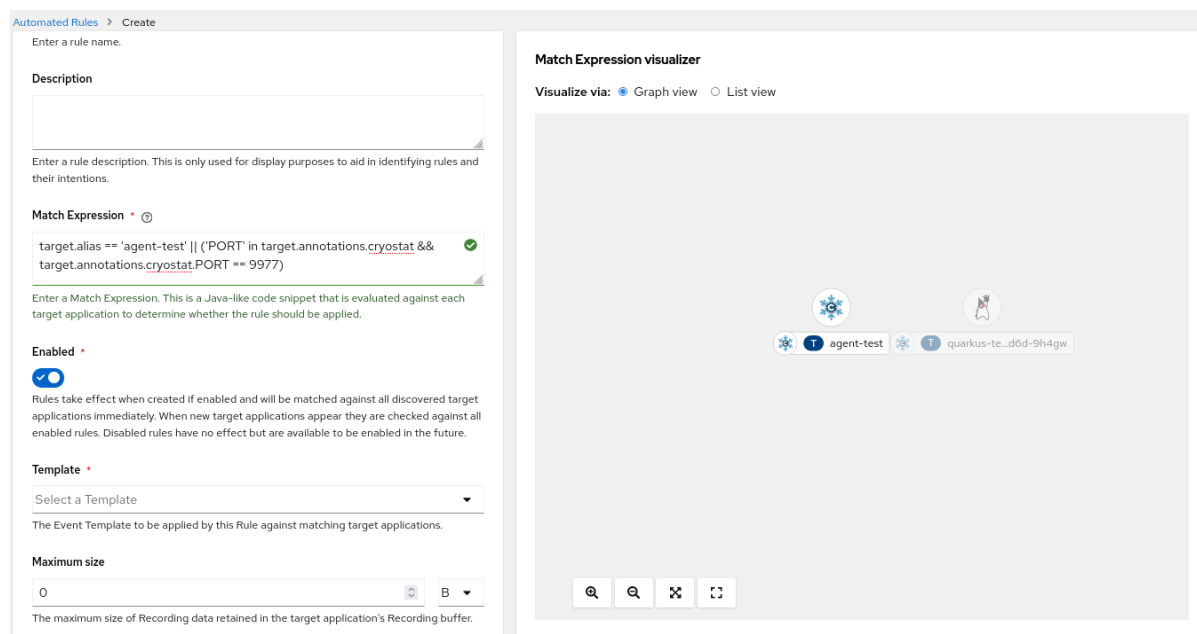 Automated Rules > Create
Enter a rule name.
Description
Enter a rule description. This is only used for display purposes to aid in identifying rules and
their intentions.
Match Expression *
target.alias == 'agent-test' || ('PORT' in target.annotations.cryostat &&
target.annotations.cryostat.PORT == 9977)
Enter a Match Expression. This is a Java-like code snippet that is evaluated against each
target application to determine whether the rule should be applied.
Enabled *
Rules take effect when created if enabled and will be matched against all discovered target
applications immediately. When new target applications appear they are checked against all
enabled rules. Disabled rules have no effect but are available to be enabled in the future.
Template *
Select a Template
The Event Template to be applied by this Rule against matching target applications.
Maximum size
0 B
The maximum size of Recording data retained in the target application's Recording buffer.
Match Expression visualizer
Visualize via: Graph view List view
T agent-test
T quarkus-te...d6d-9h4gw